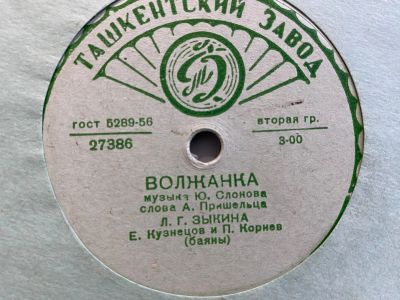 ТАШКЕНТСКИЙ ЗАВОД
гост 5289-56
вторая гр.
27386
3-00
ВОЛЖАНКА
музыка Ю. Слонова
слова А. Пришельца
Л. Г. ЗЫКИНА
Е. Кузнецов и П. Корнев
(баяны)